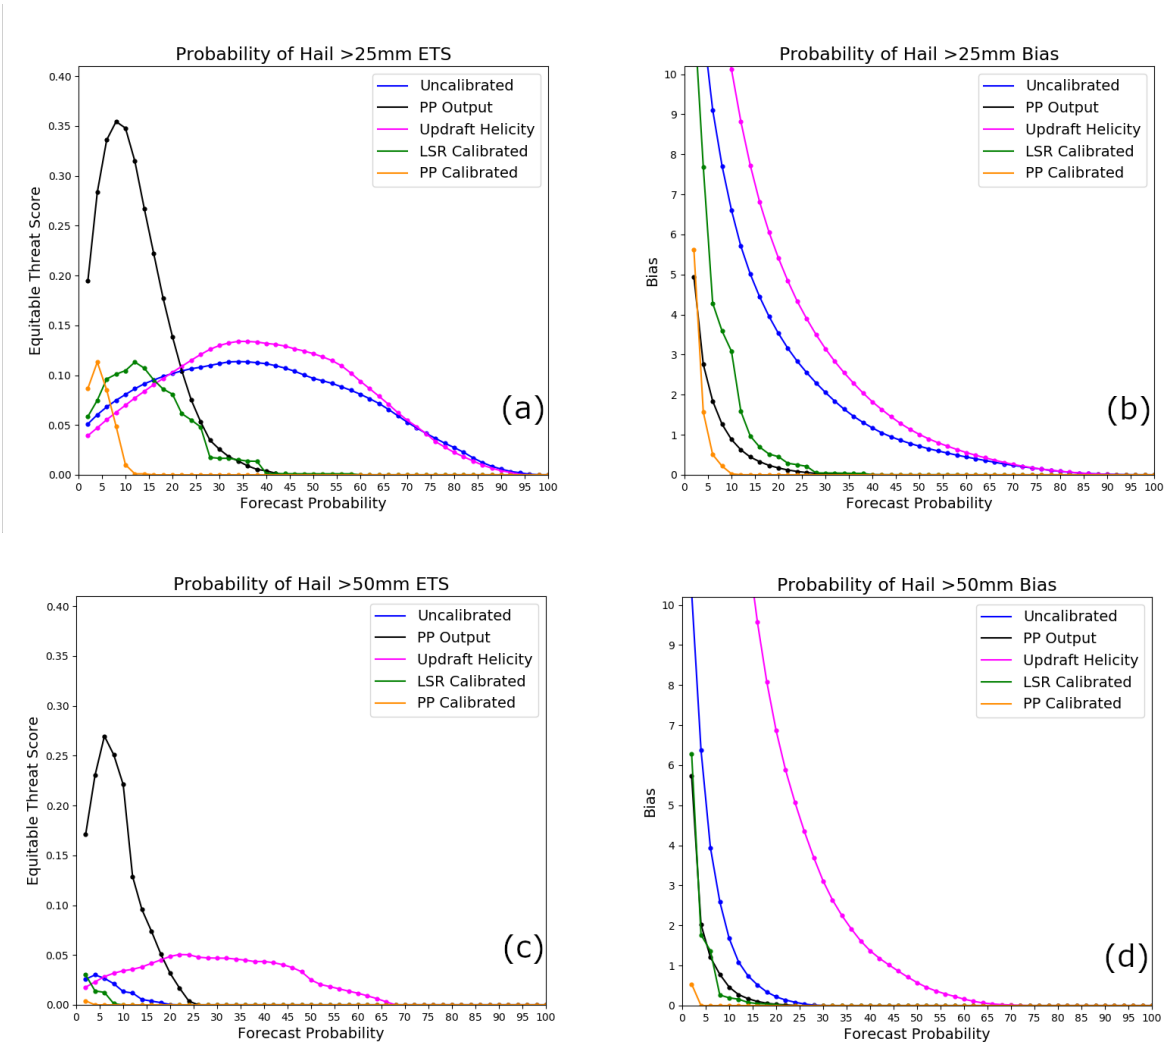 Probability of Hail >25mm ETS
0.40
0.35
0.30
0.25
0.20
0.15
0.10
0.05
0.00
Equitable Threat Score
Uncalibrated
PP Output
Updraft Helicity
LSR Calibrated
PP Calibrated
(a)
0 5 10 15 20 25 30 35 40 45 50 55 60 65 70 75 80 85 90 95 100
Forecast Probability
Probability of Hail >25mm Bias
10
9
8
7
6
5
4
3
2
1
0
Bias
Uncalibrated
PP Output
Updraft Helicity
LSR Calibrated
PP Calibrated
(b)
0 5 10 15 20 25 30 35 40 45 50 55 60 65 70 75 80 85 90 95 100
Forecast Probability
Probability of Hail >50mm ETS
0.40
0.35
0.30
0.25
0.20
0.15
0.10
0.05
0.00
Equitable Threat Score
Uncalibrated
PP Output
Updraft Helicity
LSR Calibrated
PP Calibrated
(c)
0 5 10 15 20 25 30 35 40 45 50 55 60 65 70 75 80 85 90 95 100
Forecast Probability
Probability of Hail >50mm Bias
10
9
8
7
6
5
4
3
2
1
0
Bias
Uncalibrated
PP Output
Updraft Helicity
LSR Calibrated
PP Calibrated
(d)
0 5 10 15 20 25 30 35 40 45 50 55 60 65 70 75 80 85 90 95 100
Forecast Probability